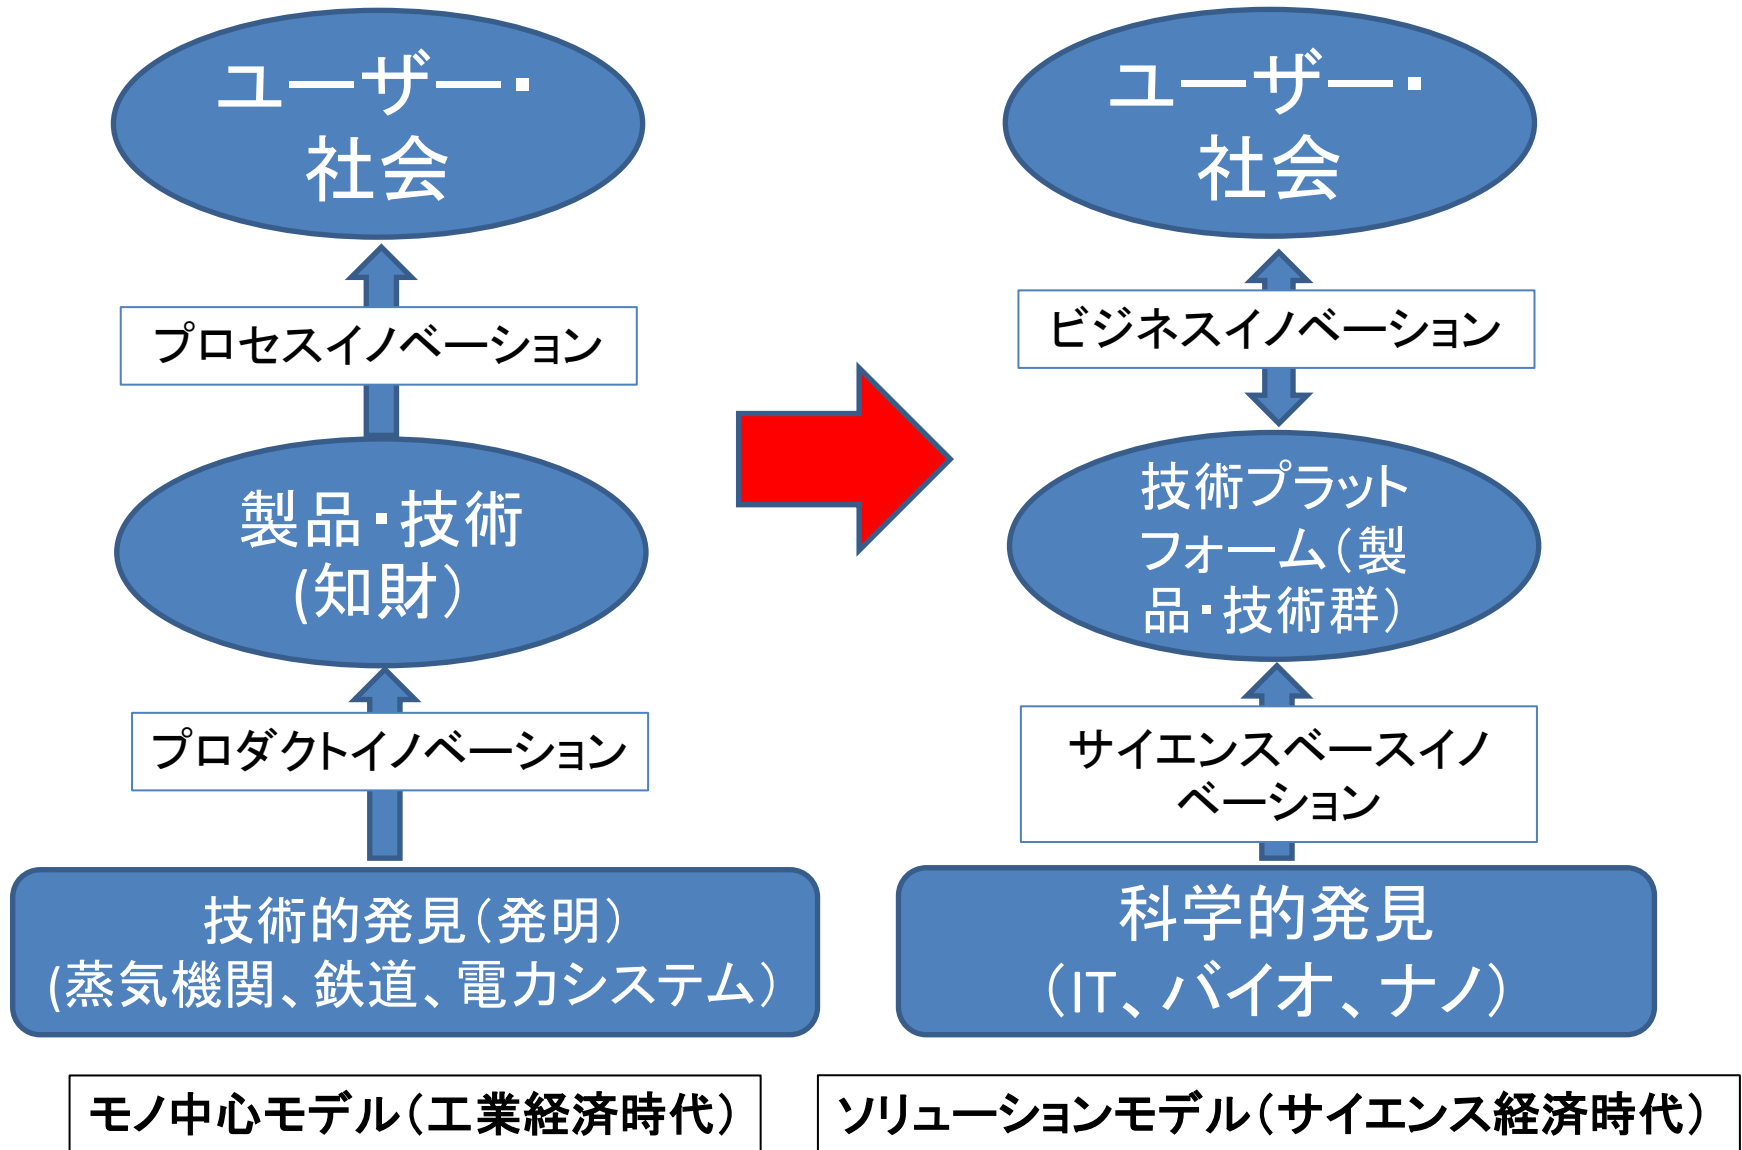 ユーザー・
社会
プロセスイノベーション
製品・技術
(知財）
プロダクトイノベーション
技術的発見（発明）
(蒸気機関、鉄道、電力システム）
モノ中心モデル（工業経済時代）
ユーザー・
社会
ビジネスイノベーション
技術プラット
フォーム（製
品・技術群）
サイエンスベースイノ
ベーション
科学的発見
（IT、バイオ、ナノ）
ソリューションモデル（サイエンス経済時代）